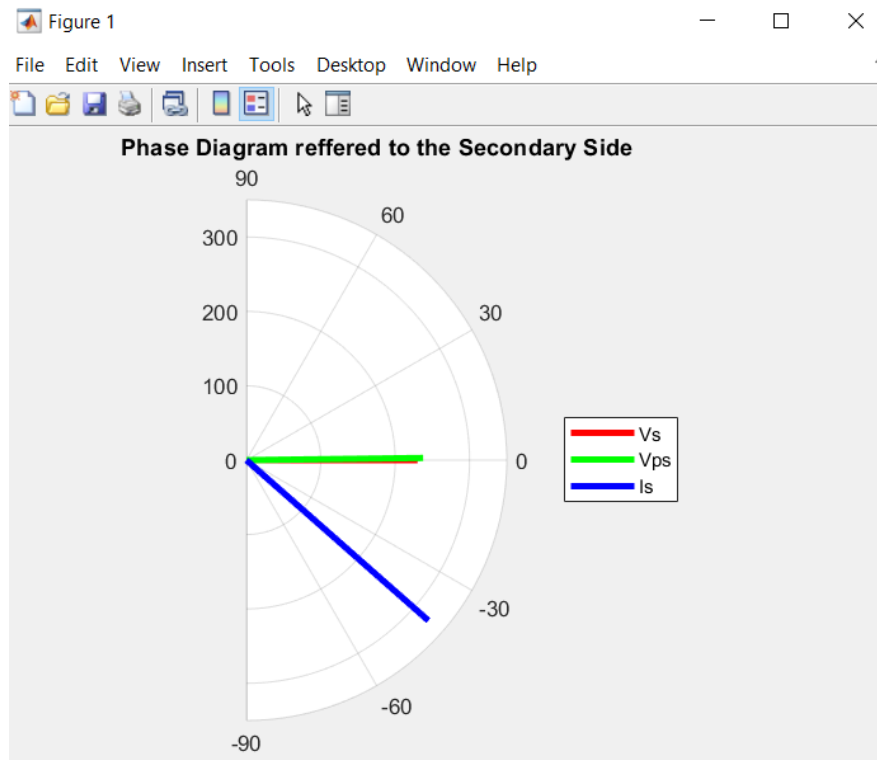 Figure 1
File Edit View Insert Tools Desktop Window Help
Phase Diagram reffered to the Secondary Side
90
60
300
30
200
100
0
0
-30
-60
-90
Vs
Vps
Is